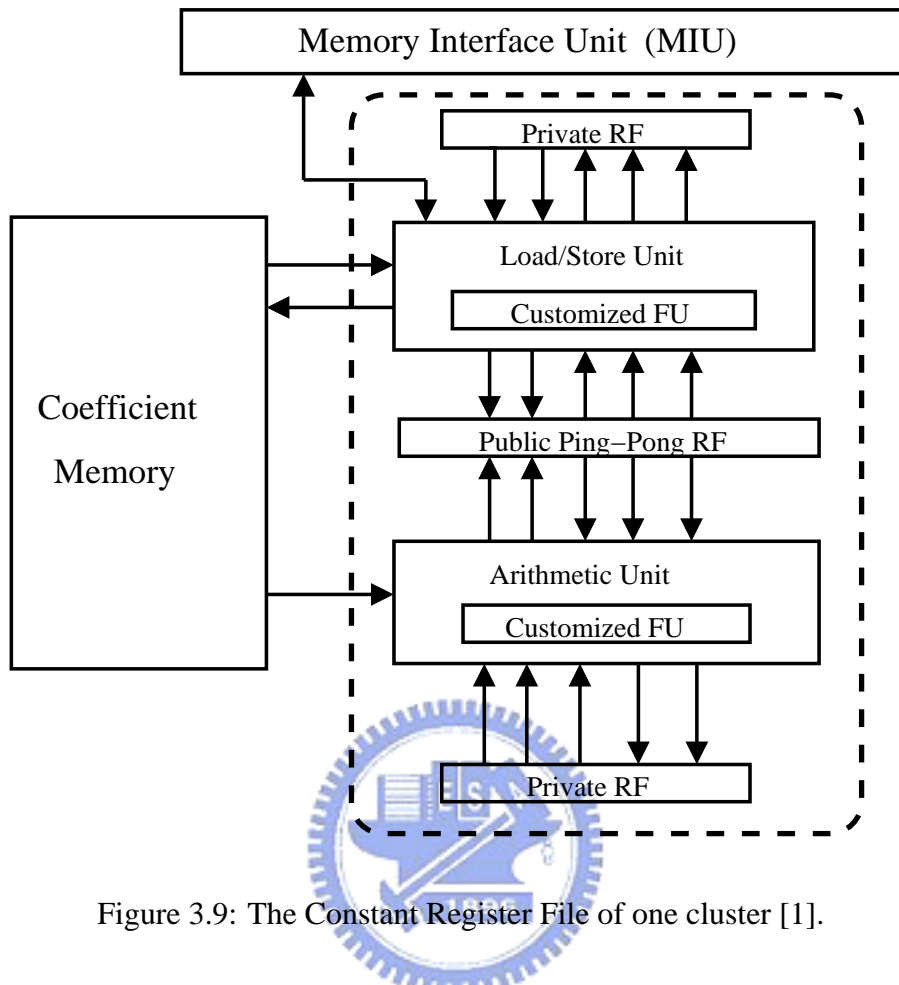 Memory Interface Unit (MIU)
Private RF
Load/Store Unit
Customized FU
Coefficient
Memory
Public Ping−Pong RF
Arithmetic Unit
Customized FU
Private RF
E S A
1896
Figure 3.9: The Constant Register File of one cluster [1].